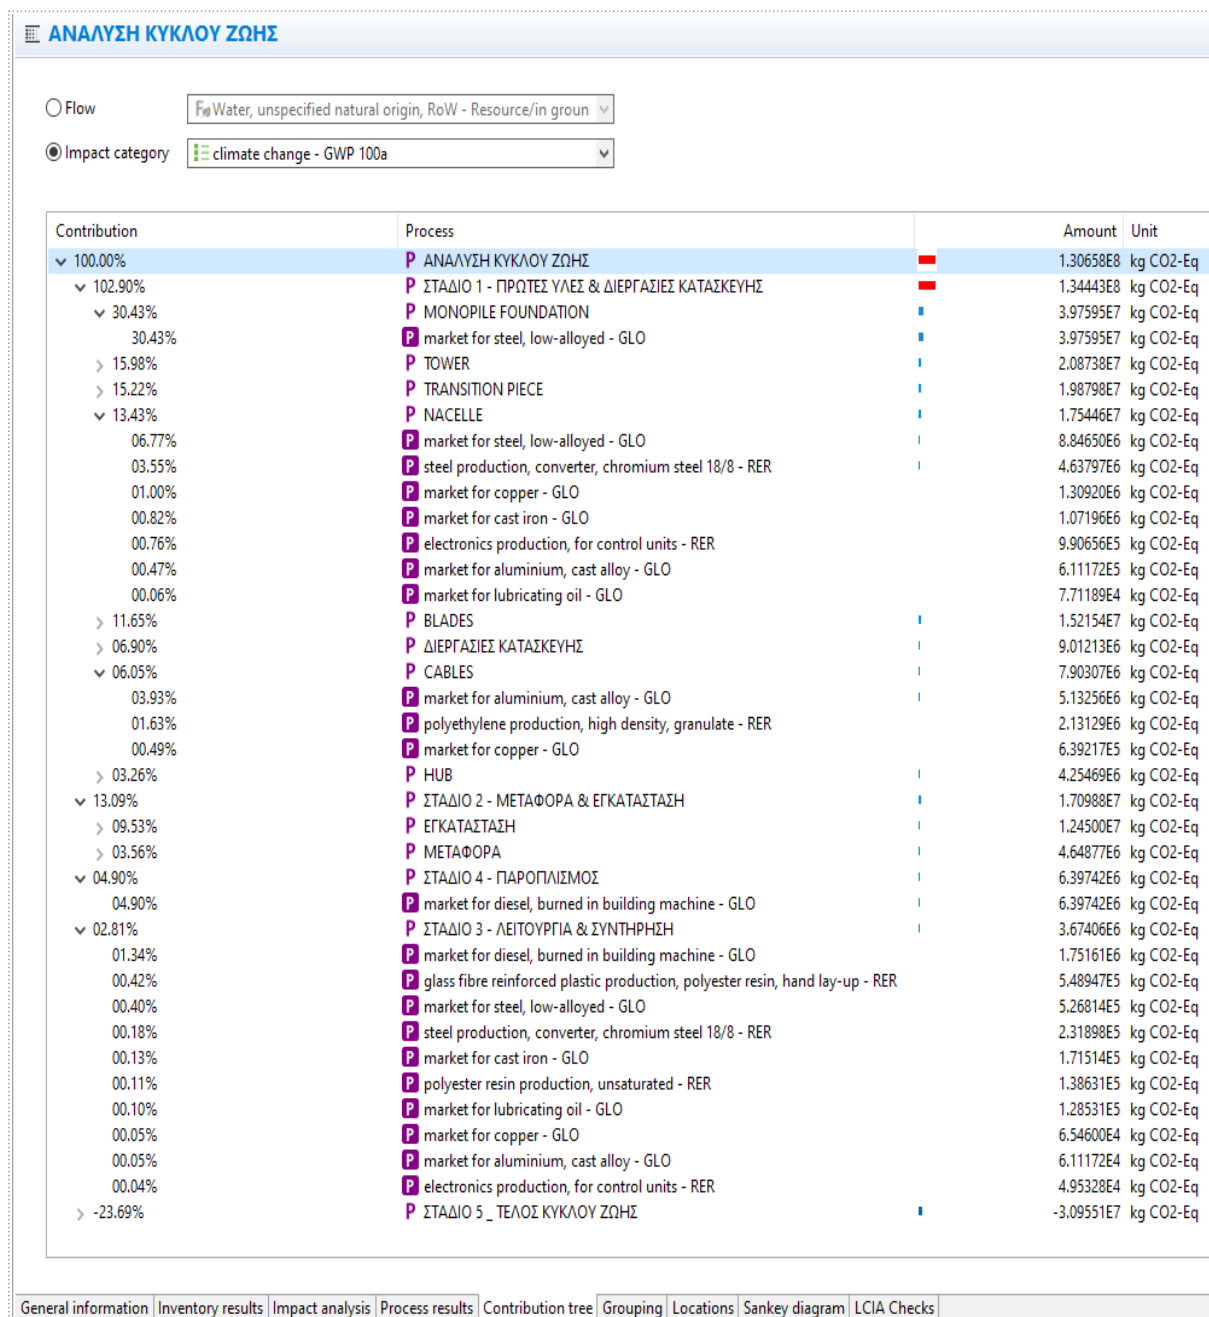 ΑΝΑΛΥΣΗ ΚΥΚΛΟΥ ΖΩΗΣ
Flow Water, unspecified natural origin, RoW - Resource/in groun
Impact category climate change - GWP 100a
Contribution Process Amount Unit
100.00% P ΑΝΑΛΥΣΗ ΚΥΚΛΟΥ ΖΩΗΣ 1.30658E8 kg CO2-Eq
102.90% P ΣΤΑΔΙΟ 1 - ΠΡΩΤΕΣ ΥΛΕΣ & ΔΙΕΡΓΑΣΙΕΣ ΚΑΤΑΣΚΕΥΗΣ 1.34443E8 kg CO2-Eq
30.43% P MONOPILE FOUNDATION 3.97595E7 kg CO2-Eq
30.43% P market for steel, low-alloyed - GLO 3.97595E7 kg CO2-Eq
15.98% P TOWER 2.08738E7 kg CO2-Eq
15.22% P TRANSITION PIECE 1.98798E7 kg CO2-Eq
13.43% P NACELLE 1.75446E7 kg CO2-Eq
06.77% P market for steel, low-alloyed - GLO 8.84650E6 kg CO2-Eq
03.55% P steel production, converter, chromium steel 18/8 - RER 4.63797E6 kg CO2-Eq
01.00% P market for copper - GLO 1.30920E6 kg CO2-Eq
00.82% P market for cast iron - GLO 1.07196E6 kg CO2-Eq
00.76% P electronics production, for control units - RER 9.90656E5 kg CO2-Eq
00.47% P market for aluminium, cast alloy - GLO 6.11172E5 kg CO2-Eq
00.06% P market for lubricating oil - GLO 7.71189E4 kg CO2-Eq
11.65% P BLADES 1.52154E7 kg CO2-Eq
06.90% P ΔΙΕΡΓΑΣΙΕΣ ΚΑΤΑΣΚΕΥΗΣ 9.01213E6 kg CO2-Eq
06.05% P CABLES 7.90307E6 kg CO2-Eq
03.93% P market for aluminium, cast alloy - GLO 5.13256E6 kg CO2-Eq
01.63% P polyethylene production, high density, granulate - RER 2.13129E6 kg CO2-Eq
00.49% P market for copper - GLO 6.39217E5 kg CO2-Eq
03.26% P HUB 4.25469E6 kg CO2-Eq
13.09% P ΣΤΑΔΙΟ 2 - ΜΕΤΑΦΟΡΑ & ΕΓΚΑΤΑΣΤΑΣΗ 1.70988E7 kg CO2-Eq
09.53% P ΕΓΚΑΤΑΣΤΑΣΗ 1.24500E7 kg CO2-Eq
03.56% P ΜΕΤΑΦΟΡΑ 4.64877E6 kg CO2-Eq
04.90% P ΣΤΑΔΙΟ 4 - ΠΑΡΟΠΛΙΣΜΟΣ 6.39742E6 kg CO2-Eq
04.90% P market for diesel, burned in building machine - GLO 6.39742E6 kg CO2-Eq
02.81% P ΣΤΑΔΙΟ 3 - ΛΕΙΤΟΥΡΓΙΑ & ΣΥΝΤΗΡΗΣΗ 3.67406E6 kg CO2-Eq
01.34% P market for diesel, burned in building machine - GLO 1.75161E6 kg CO2-Eq
00.42% P glass fibre reinforced plastic production, polyester resin, hand lay-up - RER 5.48947E5 kg CO2-Eq
00.40% P market for steel, low-alloyed - GLO 5.26814E5 kg CO2-Eq
00.18% P steel production, converter, chromium steel 18/8 - RER 2.31898E5 kg CO2-Eq
00.13% P market for cast iron - GLO 1.71514E5 kg CO2-Eq
00.11% P polyester resin production, unsaturated - RER 1.38631E5 kg CO2-Eq
00.10% P market for lubricating oil - GLO 1.28531E5 kg CO2-Eq
00.05% P market for copper - GLO 6.54600E4 kg CO2-Eq
00.05% P market for aluminium, cast alloy - GLO 6.11172E4 kg CO2-Eq
00.04% P electronics production, for control units - RER 4.95328E4 kg CO2-Eq
-23.69% P ΣΤΑΔΙΟ 5 _ ΤΕΛΟΣ ΚΥΚΛΟΥ ΖΩΗΣ -3.09551E7 kg CO2-Eq
General information Inventory results Impact analysis Process results Contribution tree Grouping Locations Sankey diagram LCIA Checks